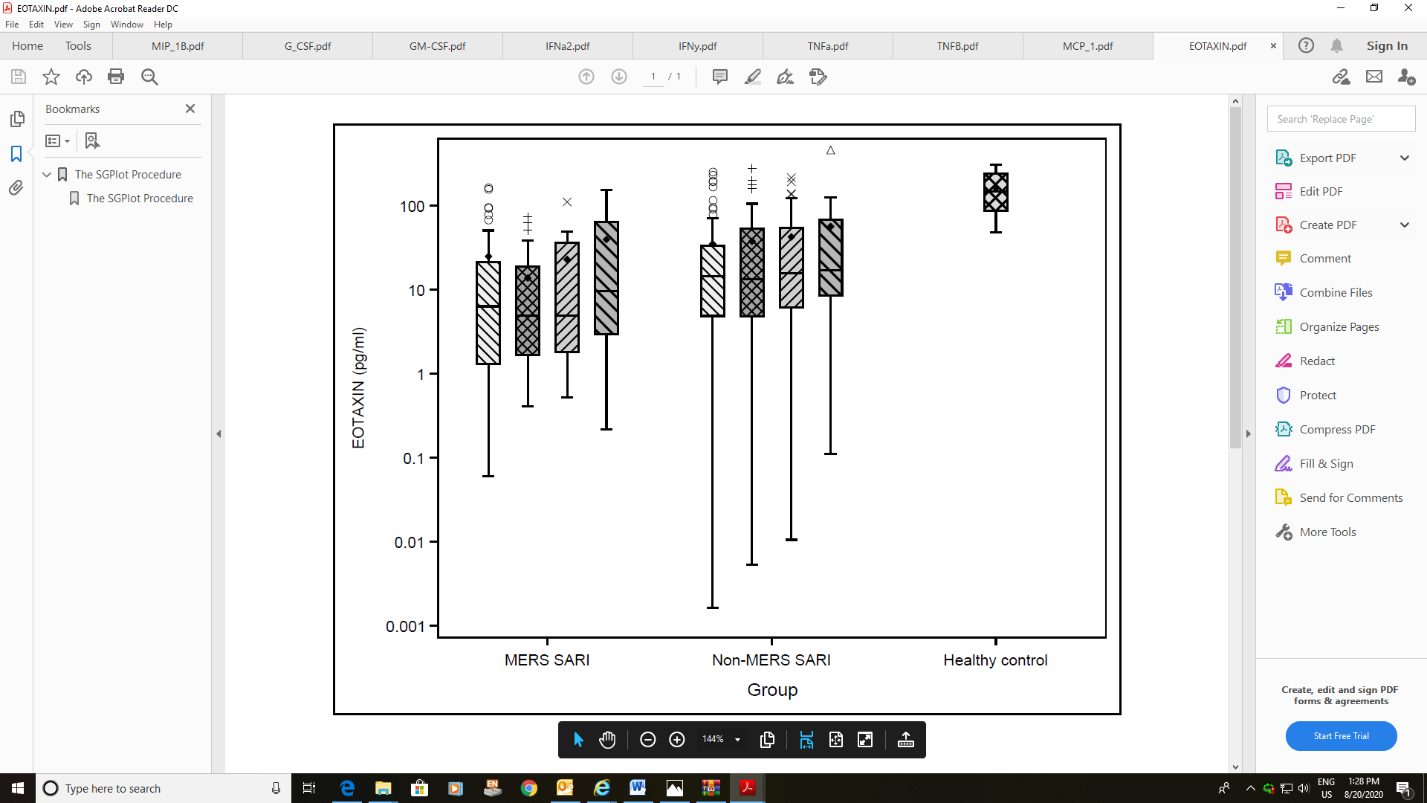 EOTAXIN.pdf - Adobe Acrobat Reader DC
File Edit View Sign Window Help
Home Tools MIP_1B.pdf G_CSF.pdf GM-CSF.pdf IFNa2.pdf IFNy.pdf TNFa.pdf TNFB.pdf MCP_1.pdf EOTAXIN.pdf × ? Sign In
1 / 1
Bookmarks
The SGPlot Procedure
The SGPlot Procedure
EOTAXIN (pg/ml)
100
10
1
0.1
0.01
0.001
MERS SARI Non-MERS SARI Healthy control
Group
144%
Search 'Replace Page'
Export PDF
Edit PDF
Create PDF
Comment
Combine Files
Organize Pages
Redact
Protect
Compress PDF
Fill & Sign
Send for Comments
More Tools
Create, edit and sign PDF
forms & agreements
Start Free Trial
Type here to search
EN
ENG
US
1:28 PM
8/20/2020
1